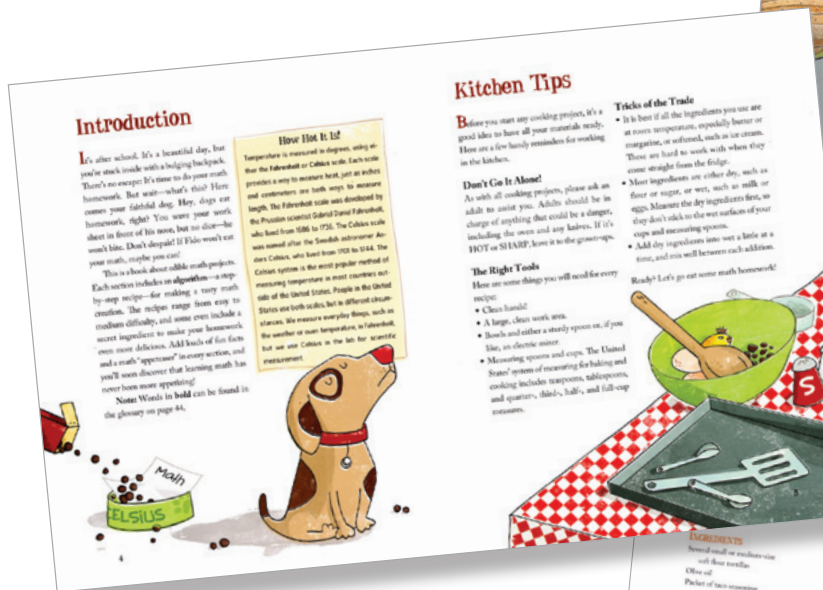 Introduction
It's after school. It's a beautiful day, but
you're stuck inside with a bulging backpack.
There's no escape: It's time to do your math
homework. But wait—what's this? Here
comes your faithful dog. Hey, dogs eat
homework, right? You wave your work
sheet in front of his nose, but no dice—he
won't bite. Don't despair! If Fido won't eat
your math, maybe you can!
This is a book about edible math projects.
Each section includes an algorithm—a step-
by-step recipe—for making a tasty math
creation. The recipes range from easy to
medium difficulty, and some even include a
secret ingredient to make your homework
even more delicious. Add loads of fun facts
and a math "appetizer" in every section, and
you'll soon discover that learning math has
never been more appetizing!
Note: Words in bold can be found in
the glossary on page 44.
How Hot It Is!
Temperature is measured in degrees, using ei-
ther the Fahrenheit or Celsius scale. Each scale
provides a way to measure heat, just as inches
and centimeters are both ways to measure
length. The Fahrenheit scale was developed by
the Prussian scientist Gabriel Daniel Fahrenheit,
who lived from 1686 to 1736. The Celsius scale
was named after the Swedish astronomer An-
ders Celsius, who lived from 1701 to 1744. The
Celsius system is the most popular method of
measuring temperature in most countries out-
side of the United States. People in the United
States use both scales, but in different circum-
stances. We measure everyday things, such as
the weather or oven temperature, in Fahrenheit,
but we use Celsius in the lab for scientific
measurement.
Math
CELSIUS
4
Kitchen Tips
Before you start any cooking project, it's a
good idea to have all your materials ready.
Here are a few handy reminders for working
in the kitchen.
Don't Go It Alone!
As with all cooking projects, please ask an
adult to assist you. Adults should be in
charge of anything that could be a danger,
including the oven and any knives. If it's
HOT or SHARP, leave it to the grown-ups.
The Right Tools
Here are some things you will need for every
recipe:
• Clean hands!
• A large, clean work area.
• Bowls and either a sturdy spoon or, if you
like, an electric mixer.
• Measuring spoons and cups. The United
States' system of measuring for baking and
cooking includes teaspoons, tablespoons,
and quarter-, third-, half-, and full-cup
measures.
Tricks of the Trade
• It is best if all the ingredients you use are
at room temperature, especially butter or
margarine, or softened, such as ice cream.
These are hard to work with when they
come straight from the fridge.
• Most ingredients are either dry, such as
flour or sugar, or wet, such as milk or
eggs. Measure the dry ingredients first, so
they don't stick to the wet surfaces of your
cups and measuring spoons.
• Add dry ingredients into wet a little at a
time, and mix well between each addition.
Ready? Let's go eat some math homework!
S
5
INGREDIENTS
Several small or medium-size
soft flour tortillas
Olive oil
Packet of taco seasoning